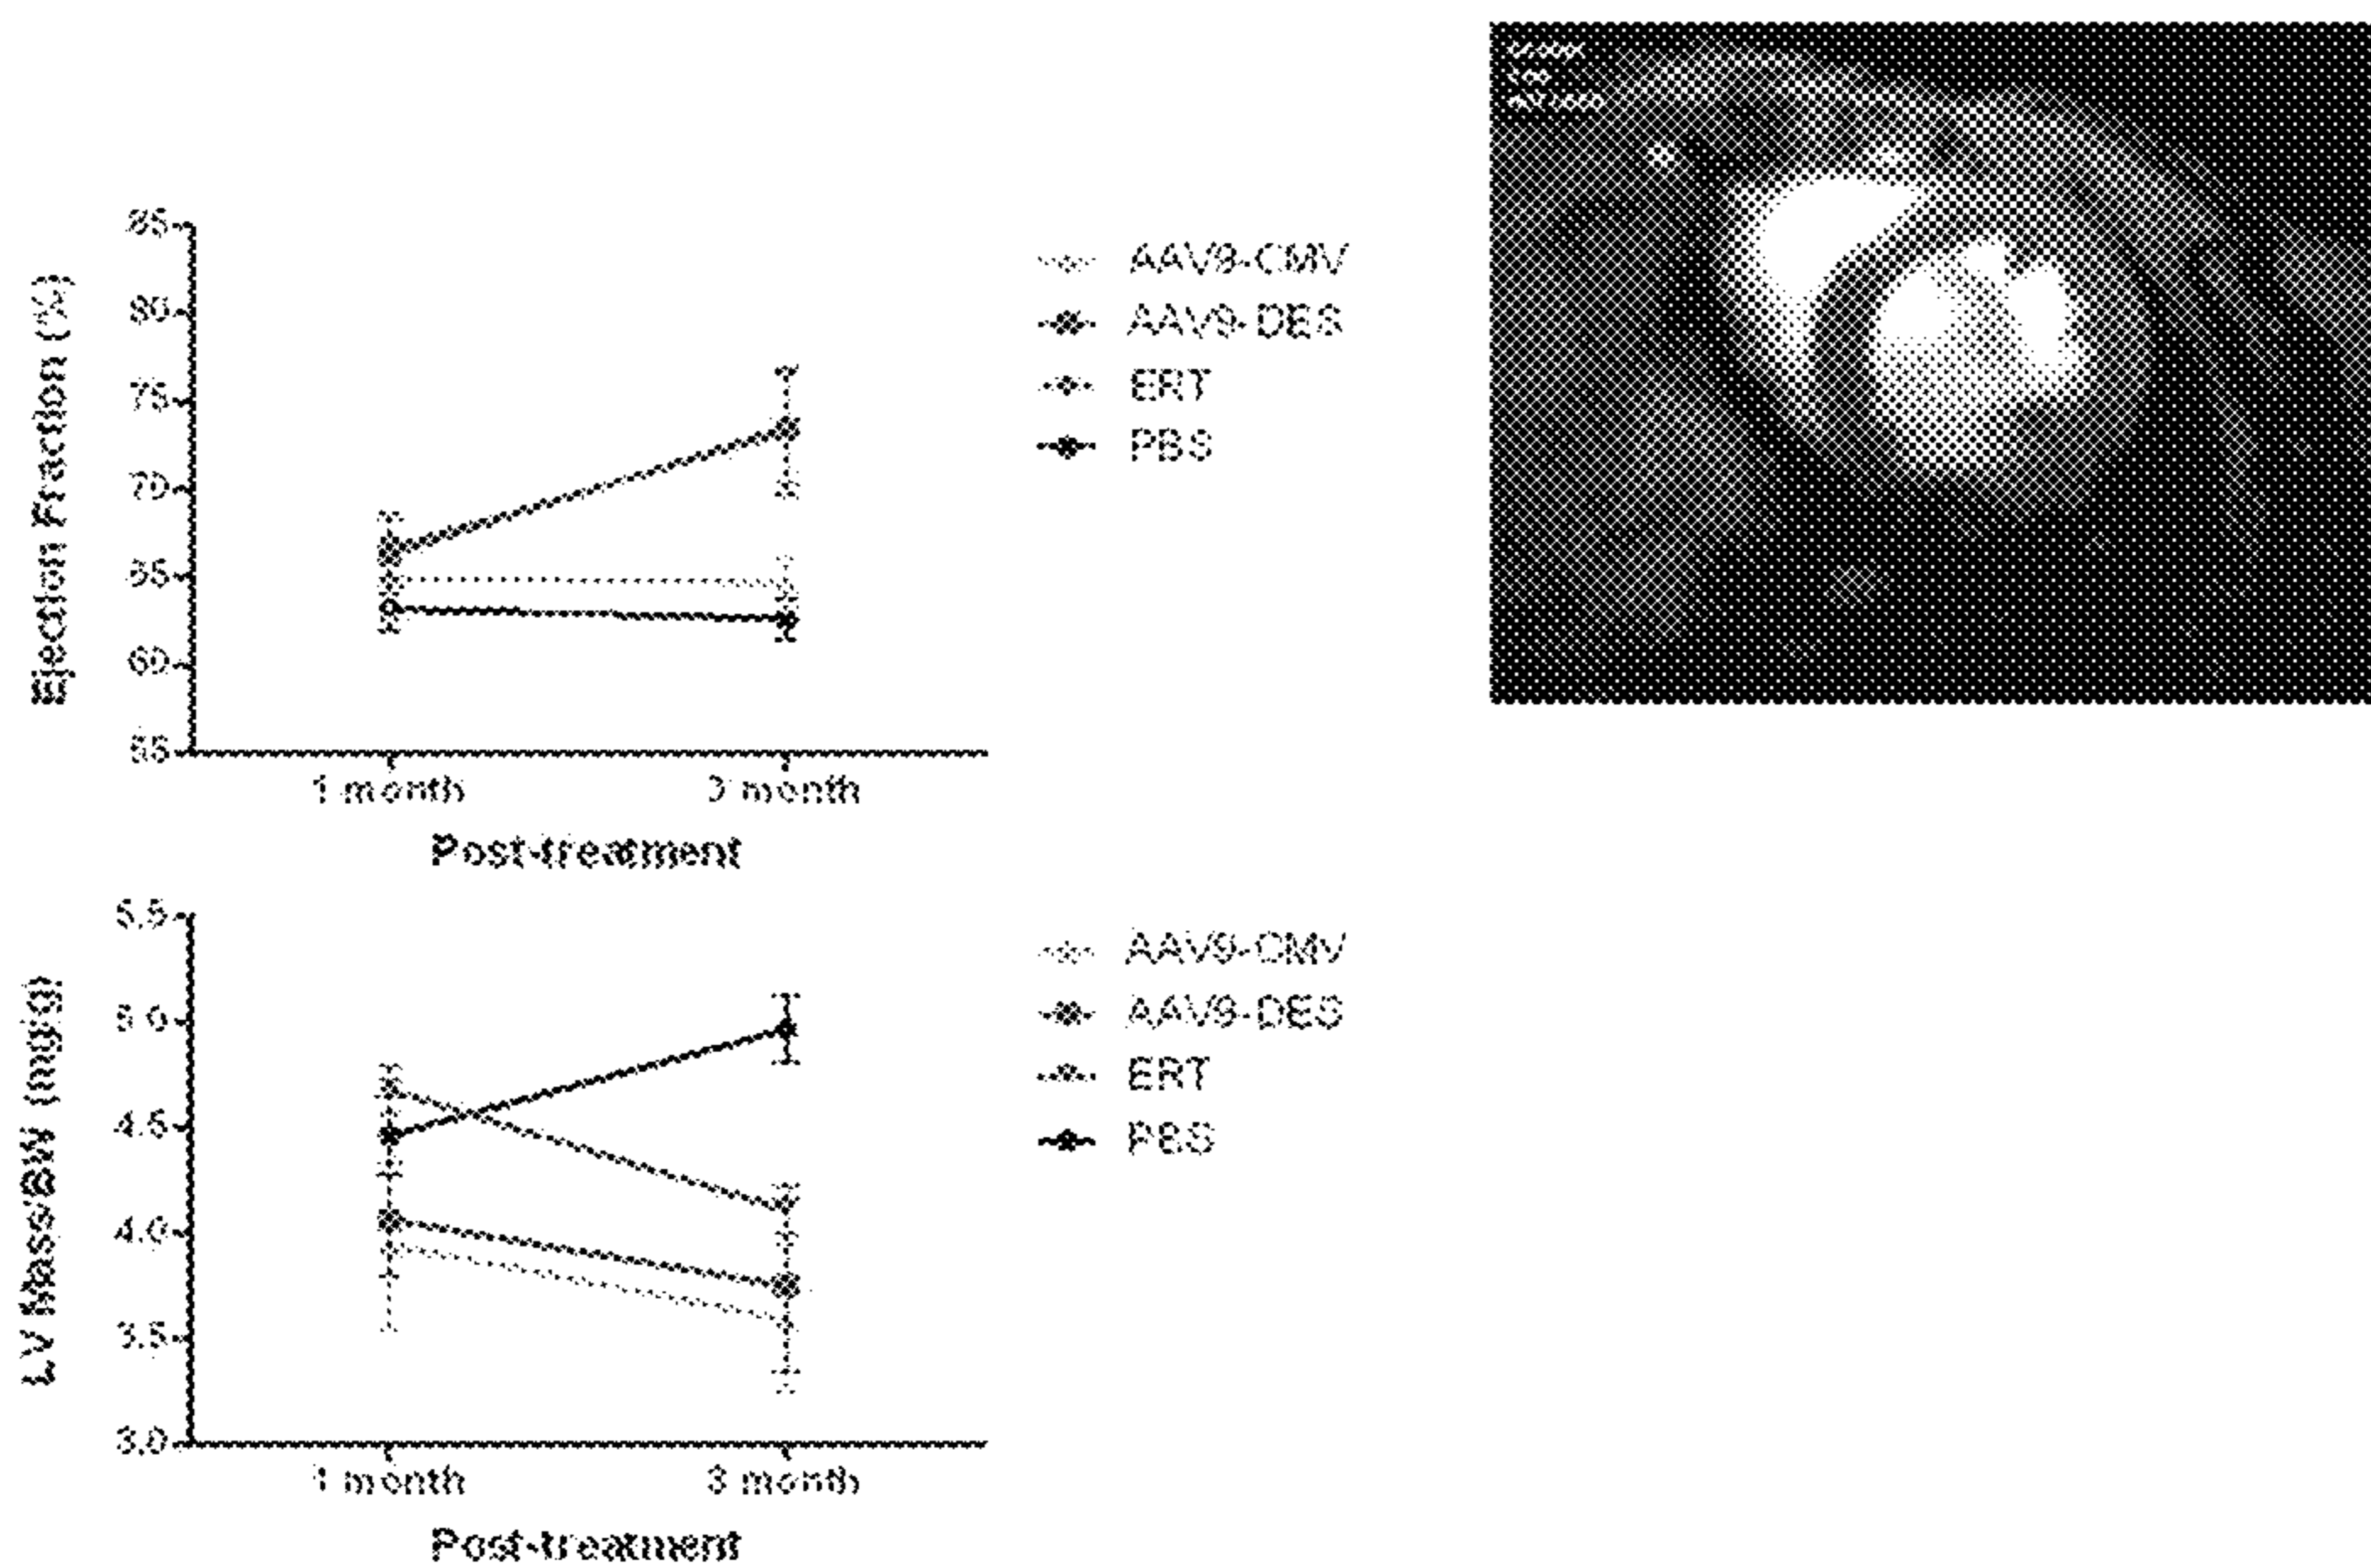 Ejection Fraction (%)
85
80
75
70
65
60
55
1 month
3 month
Post-treatment
AAV9-CMV
AAV9-DES
ERT
PBS
LV Mass/BW (mg/g)
5.5
5.0
4.5
4.0
3.5
3.0
1 month
3 month
Post-treatment
AAV9-CMV
AAV9-DES
ERT
PBS